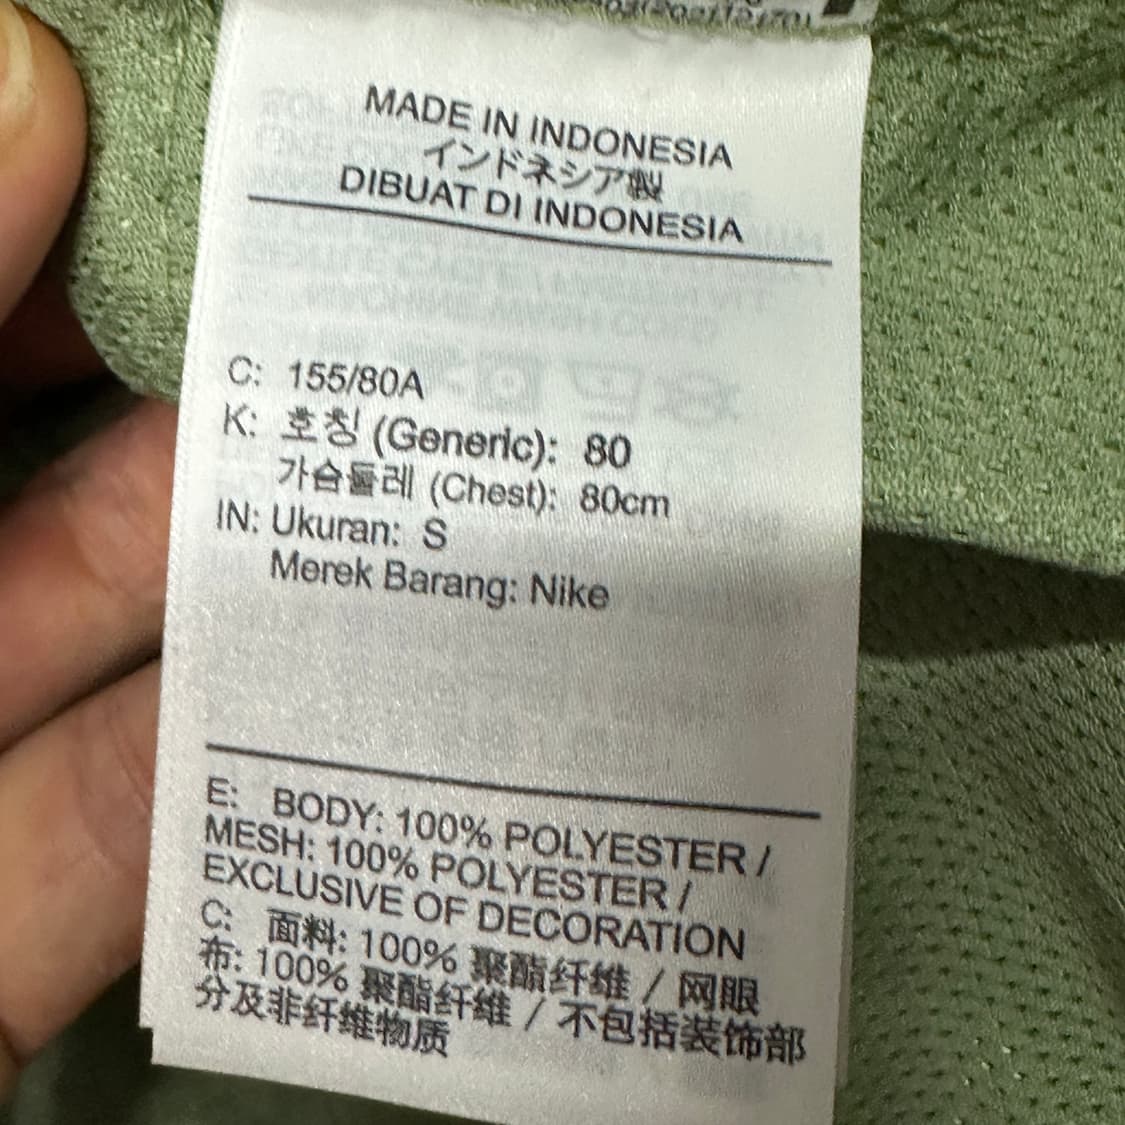 MADE IN INDONESIA
インドネシア製
DIBUAT DI INDONESIA
C: 155/80A
K: 호칭 (Generic): 80
가슴둘레 (Chest): 80cm
IN: Ukuran: S
Merek Barang: Nike
E: BODY: 100% POLYESTER /
MESH: 100% POLYESTER /
EXCLUSIVE OF DECORATION
C: 面料: 100% 聚酯纤维 / 网眼
布: 100% 聚酯纤维 / 不包括装饰部
分及非纤维物质